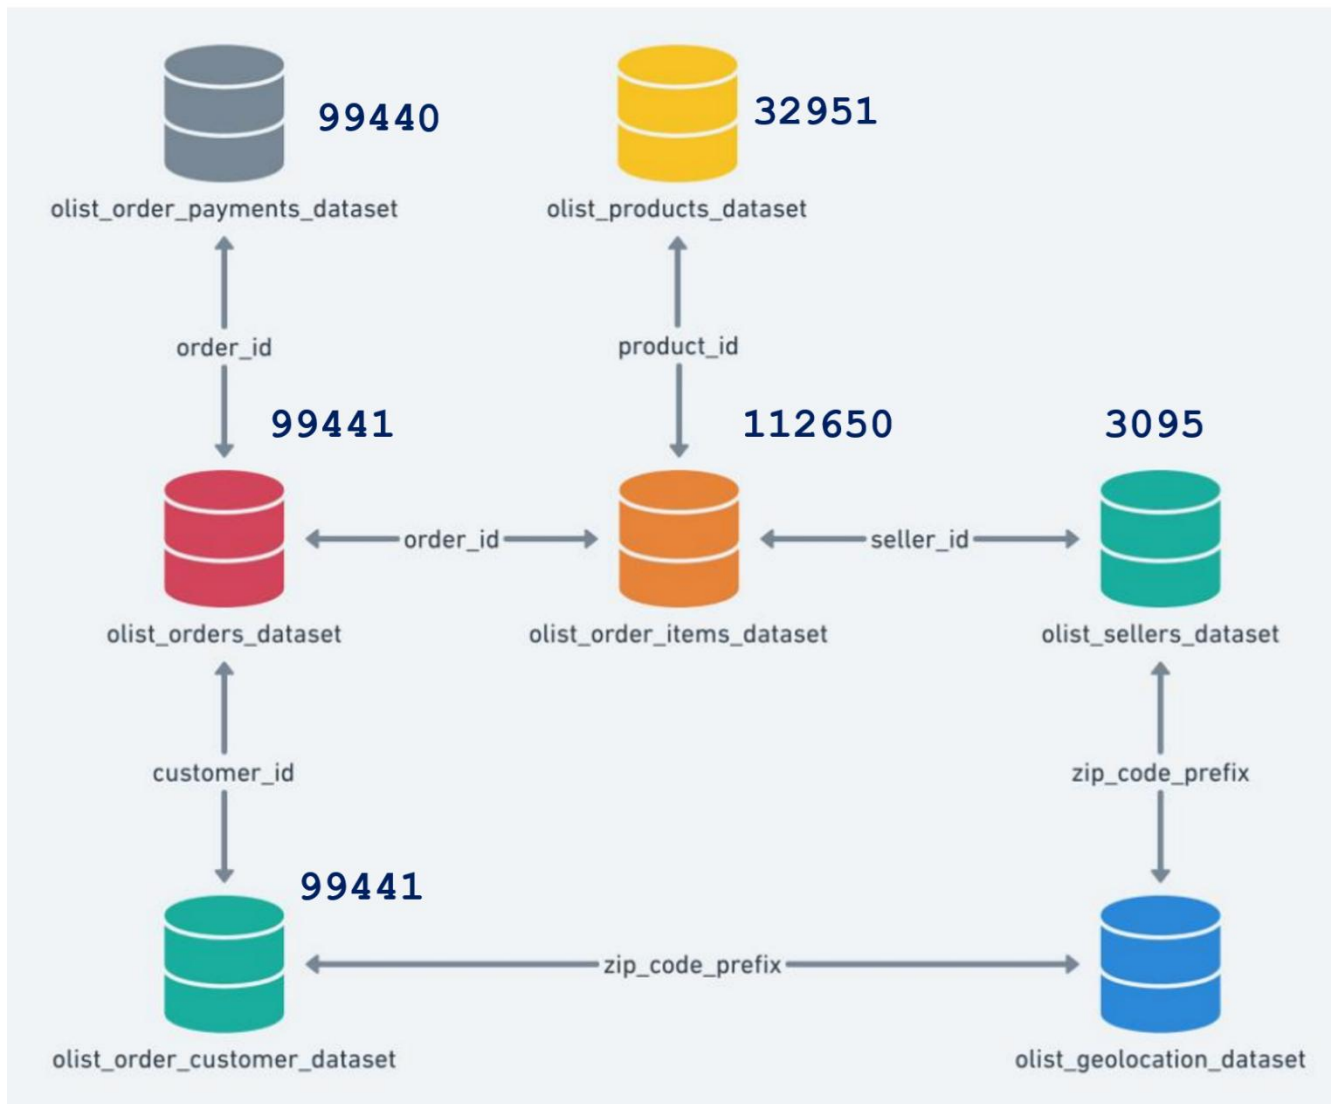 99440
32951
olist_order_payments_dataset
olist_products_dataset
order_id
product_id
99441
112650
3095
order_id
seller_id
olist_orders_dataset
olist_order_items_dataset
olist_sellers_dataset
customer_id
zip_code_prefix
99441
zip_code_prefix
olist_order_customer_dataset
olist_geolocation_dataset